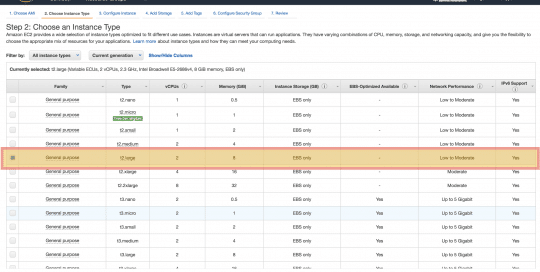 1. Choose AMI 2. Choose Instance Type 3. Configure Instance 4. Add Storage 5. Add Tags 6. Configure Security Group 7. Review
Step 2: Choose an Instance Type
Amazon EC2 provides a wide selection of instance types optimized to fit different use cases. Instances are virtual servers that can run applications. They have varying combinations of CPU, memory, storage, and networking capacity, and give you the flexibility to
choose the appropriate mix of resources for your applications. Learn more about instance types and how they can meet your computing needs.
Filter by: All instance types Current generation Show/Hide Columns
Currently selected: t2.large (Variable ECUs, 2 vCPUs, 2.3 GHz, Intel Broadwell E5-2686v4, 8 GiB memory, EBS only)
Family Type vCPUs Memory (GiB) Instance Storage (GB) EBS-Optimized Available Network Performance IPv6 Support
General purpose t2.nano 1 0.5 EBS only - Low to Moderate Yes
General purpose t2.micro 1 1 EBS only - Low to Moderate Yes
Free tier eligible
General purpose t2.small 1 2 EBS only - Low to Moderate Yes
General purpose t2.medium 2 4 EBS only - Low to Moderate Yes
General purpose t2.large 2 8 EBS only - Low to Moderate Yes
General purpose t2.xlarge 4 16 EBS only - Moderate Yes
General purpose t2.2xlarge 8 32 EBS only - Moderate Yes
General purpose t3.nano 2 0.5 EBS only Yes Up to 5 Gigabit Yes
General purpose t3.micro 2 1 EBS only Yes Up to 5 Gigabit Yes
General purpose t3.small 2 2 EBS only Yes Up to 5 Gigabit Yes
General purpose t3.medium 2 4 EBS only Yes Up to 5 Gigabit Yes
General purpose t3.large 2 8 EBS only Yes Up to 5 Gigabit Yes